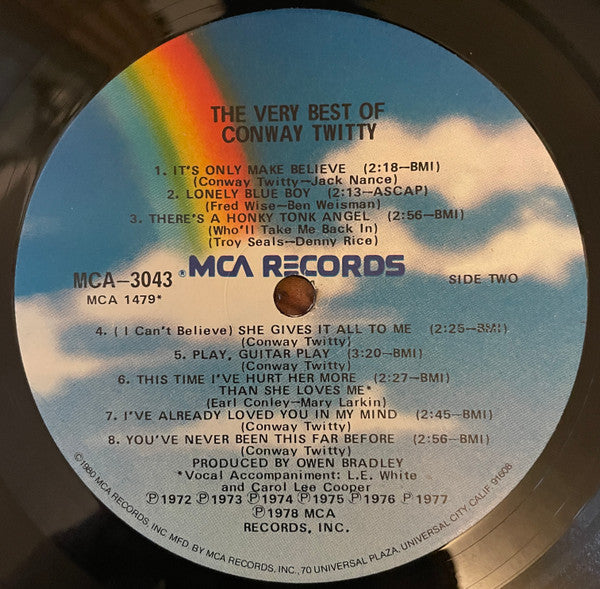 THE VERY BEST OF
CONWAY TWITTY
1. IT'S ONLY MAKE BELIEVE (2:18—BMI)
(Conway Twitty—Jack Nance)
2. LONELY BLUE BOY (2:13—ASCAP)
(Fred Wise—Ben Weisman)
3. THERE'S A HONKY TONK ANGEL (2:56—BMI)
(Who'll Take Me Back In)
(Troy Seals—Denny Rice)
MCA—3043
MCA 1479*
®MCA RECORDS
SIDE TWO
4. ( I Can't Believe) SHE GIVES IT ALL TO ME (2:25—BMI)
(Conway Twitty)
5. PLAY, GUITAR PLAY (3:20—BMI)
(Conway Twitty)
6. THIS TIME I'VE HURT HER MORE (2:27—BMI)
THAN SHE LOVES ME*
(Earl Conley—Mary Larkin)
7. I'VE ALREADY LOVED YOU IN MY MIND (2:45—BMI)
(Conway Twitty)
8. YOU'VE NEVER BEEN THIS FAR BEFORE (2:56—BMI)
(Conway Twitty)
PRODUCED BY OWEN BRADLEY
*Vocal Accompaniment: L.E. White
and Carol Lee Cooper
℗1972 ℗1973 ℗1974 ℗1975 ℗1976 ℗1977
℗1978 MCA
RECORDS, INC.
©1980 MCA RECORDS, INC MFD. BY MCA RECORDS, INC., 70 UNIVERSAL PLAZA, UNIVERSAL CITY, CALIF. 91608